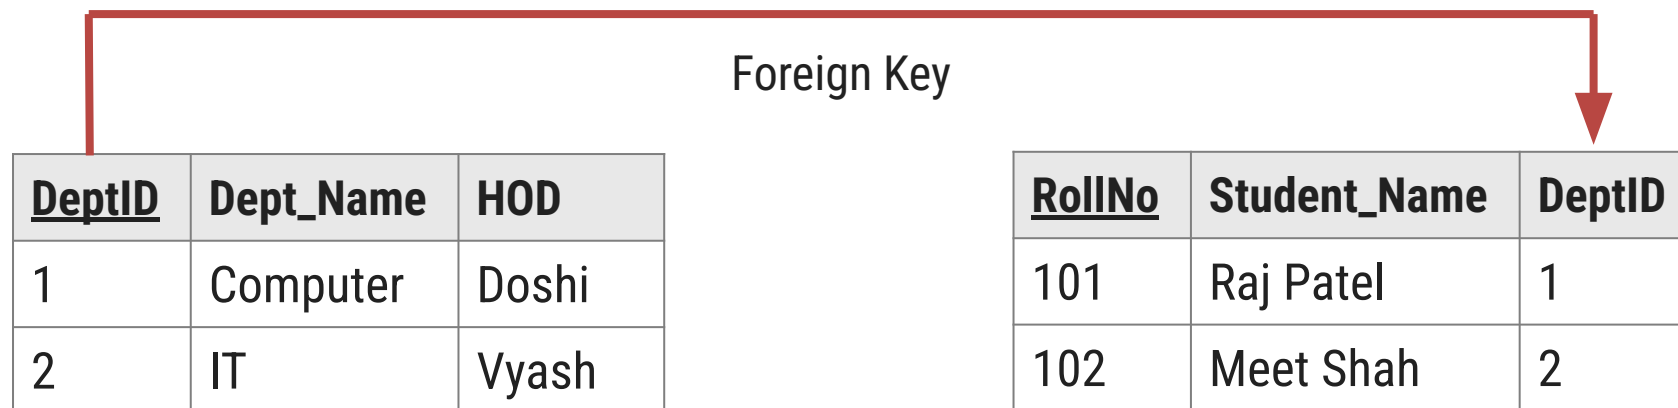 Foreign Key
DeptID Dept_Name HOD
1 Computer Doshi
2 IT Vyash
RollNo Student_Name DeptID
101 Raj Patel 1
102 Meet Shah 2